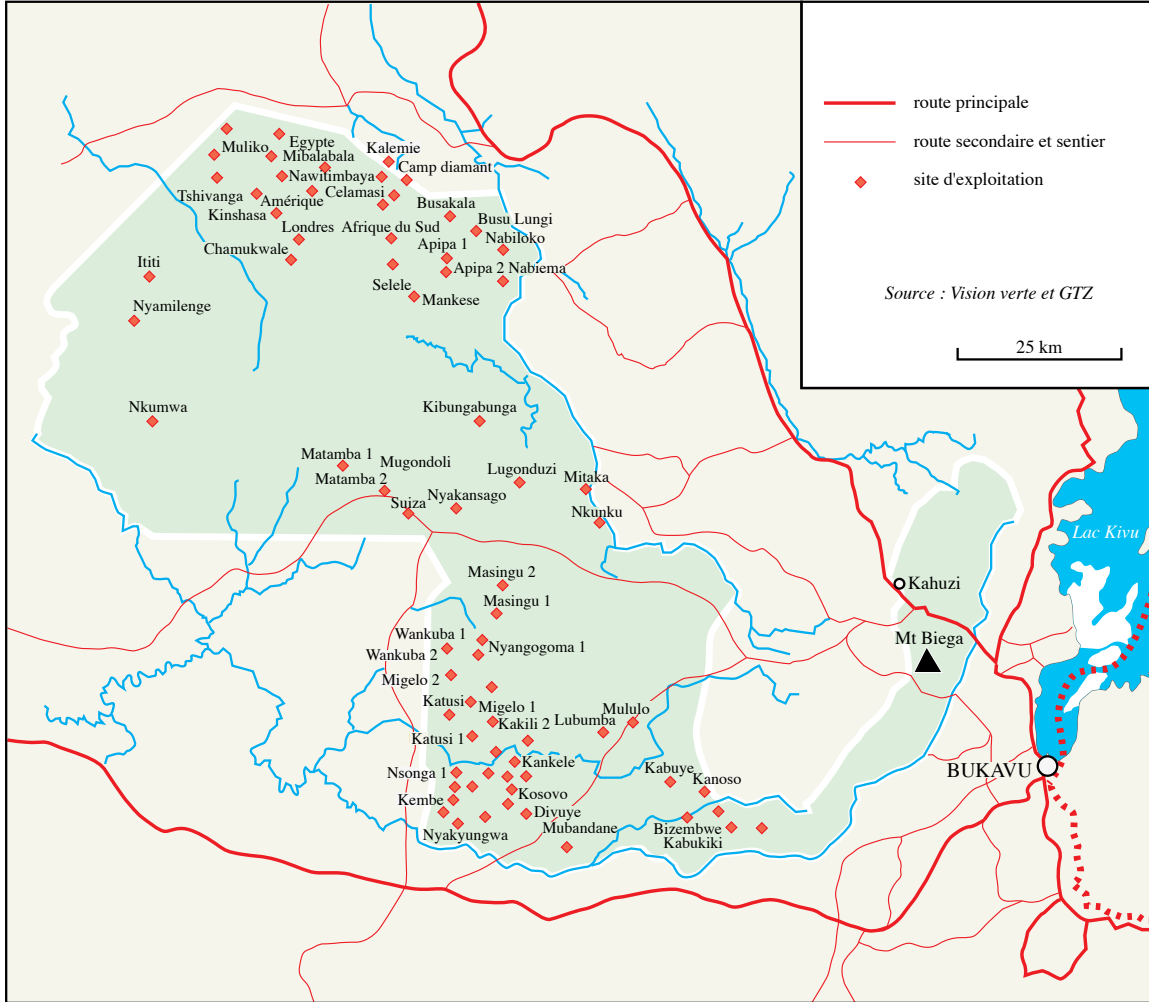 route principale
route secondaire et sentier
site d'exploitation
Source : Vision verte et GTZ
25 km
Egypte
Muliko
Mibalabala
Kalemie
Camp diamant
Nawitimbaya
Tshivanga
Amérique
Celamasi
Kinshasa
Busakala
Busu Lungi
Londres
Afrique du Sud
Nabiloko
Chamukwale
Apipa 1
Ititi
Apipa 2
Nabiema
Selele
Mankese
Nyamilenge
Nkumwa
Kibungabunga
Matamba 1
Mugondoli
Matamba 2
Lugonduzi
Mitaka
Suiza
Nyakansago
Nkunku
Lac Kivu
Masingu 2
Kahuzi
Masingu 1
Wankuba 1
Nyangogoma 1
Mt Biega
Wankuba 2
Migelo 2
Katusi
Migelo 1
Mululo
Lubumba
Kakili 2
Katusi 1
Kankele
BUKAVU
Nsonga 1
Kabuye
Kanoso
Kembe
Kosovo
Divuye
Nyakyungwa
Mubandane
Bizembwe
Kabukiki